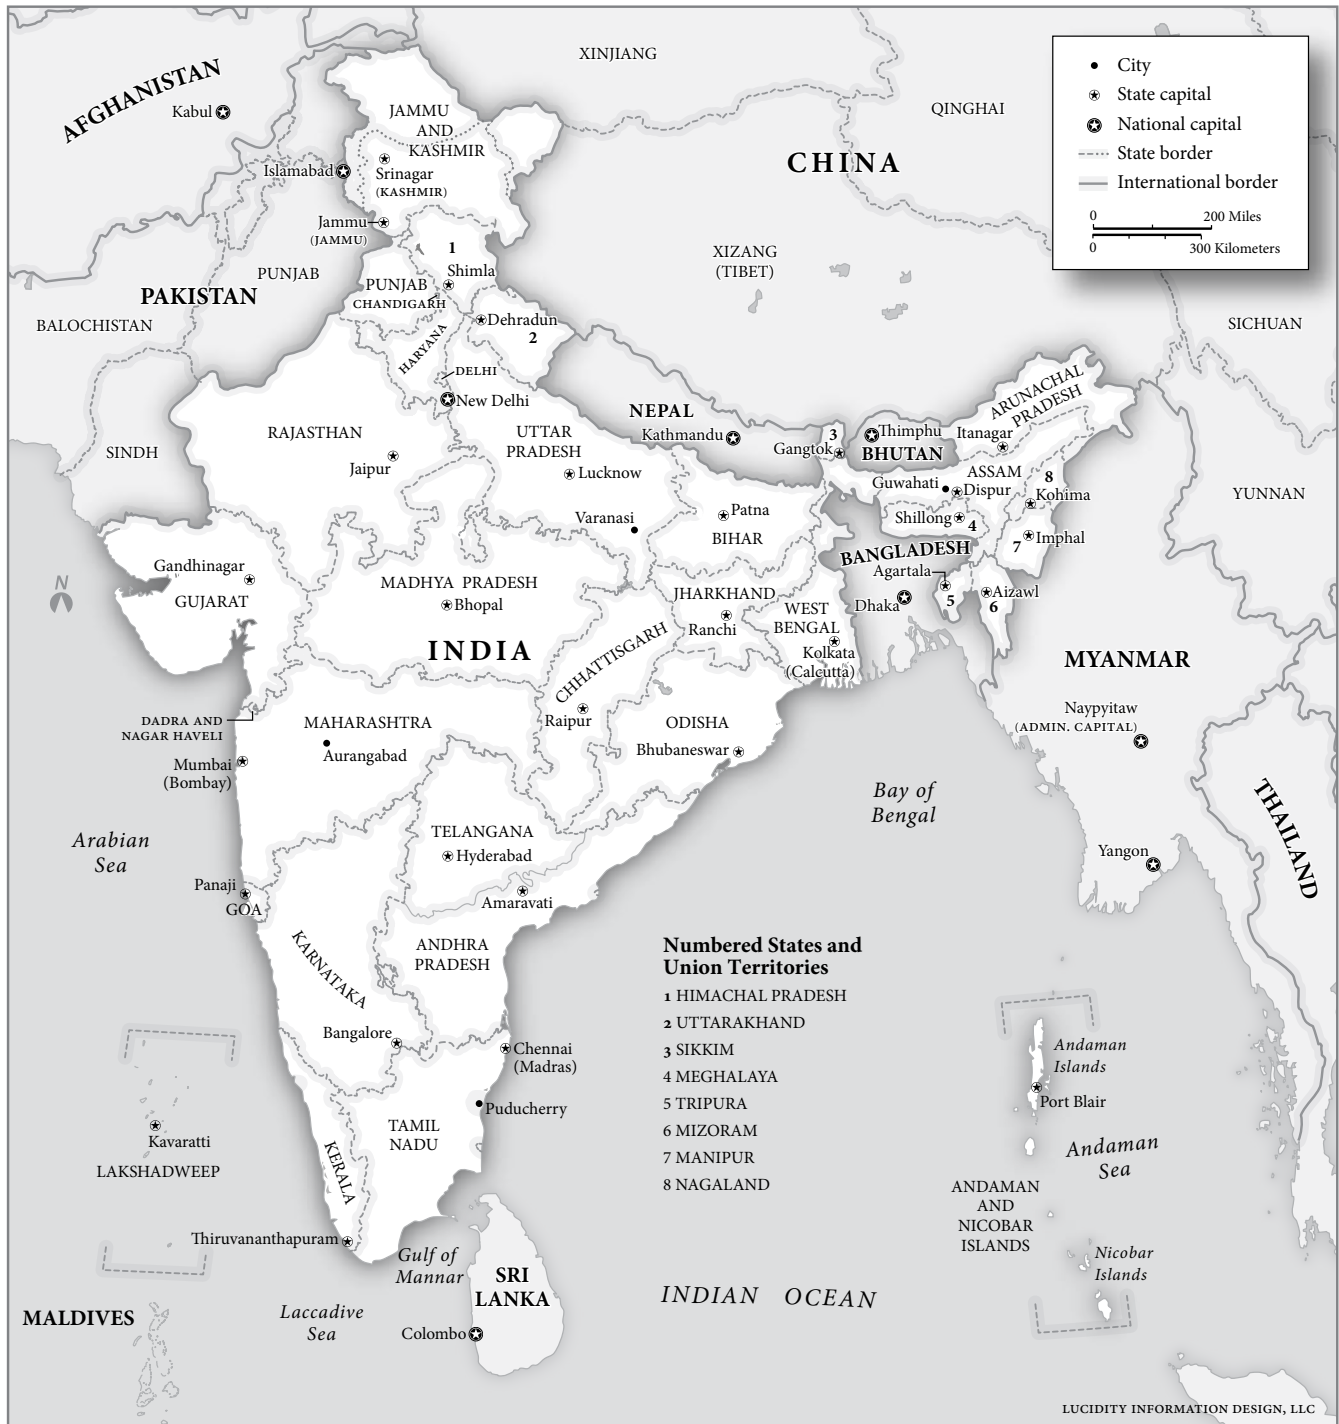 XINJIANG
QINGHAI
AFGHANISTAN
Kabul
Islamabad
JAMMU
AND
KASHMIR
Srinagar
(KASHMIR)
Jammu
(JAMMU)
CHINA
City
State capital
National capital
State border
International border
0
200 Miles
0
300 Kilometers
PUNJAB
PAKISTAN
BALOCHISTAN
SINDH
1
Shimla
PUNJAB
CHANDIGARH
HARYANA
Dehradun
2
DELHI
New Delhi
XIZANG
(TIBET)
SICHUAN
YUNNAN
NEPAL
Kathmandu
3
Gangtok
Thimphu
BHUTAN
ARUNACHAL
PRADESH
Itanagar
ASSAM
Guwahati
Dispur
8
Kohima
Shillong
4
7
Imphal
BANGLADESH
Agartala
5
Aizawl
6
Dhaka
RAJASTHAN
Jaipur
UTTAR
PRADESH
Lucknow
Varanasi
Patna
BIHAR
N
Gandhinagar
GUJARAT
MADHYA PRADESH
Bhopal
JHARKHAND
Ranchi
WEST
BENGAL
Kolkata
(Calcutta)
INDIA
CHHATTISGARH
Raipur
ODISHA
Bhubaneswar
MYANMAR
Naypyitaw
(ADMIN. CAPITAL)
Yangon
THAILAND
DADRA AND
NAGAR HAVELI
MAHARASHTRA
Aurangabad
Mumbai
(Bombay)
Arabian
Sea
Bay of
Bengal
TELANGANA
Hyderabad
Amaravati
Panaji
GOA
KARNATAKA
ANDHRA
PRADESH
Bangalore
Chennai
(Madras)
Puducherry
TAMIL
NADU
KERALA
Thiruvananthapuram
Kavaratti
LAKSHADWEEP
MALDIVES
Laccadive
Sea
Gulf of
Mannar
SRI
LANKA
Colombo
INDIAN OCEAN
Numbered States and
Union Territories
1 HIMACHAL PRADESH
2 UTTARAKHAND
3 SIKKIM
4 MEGHALAYA
5 TRIPURA
6 MIZORAM
7 MANIPUR
8 NAGALAND
Andaman
Islands
Port Blair
Andaman
Sea
ANDAMAN
AND
NICOBAR
ISLANDS
Nicobar
Islands
LUCIDITY INFORMATION DESIGN, LLC